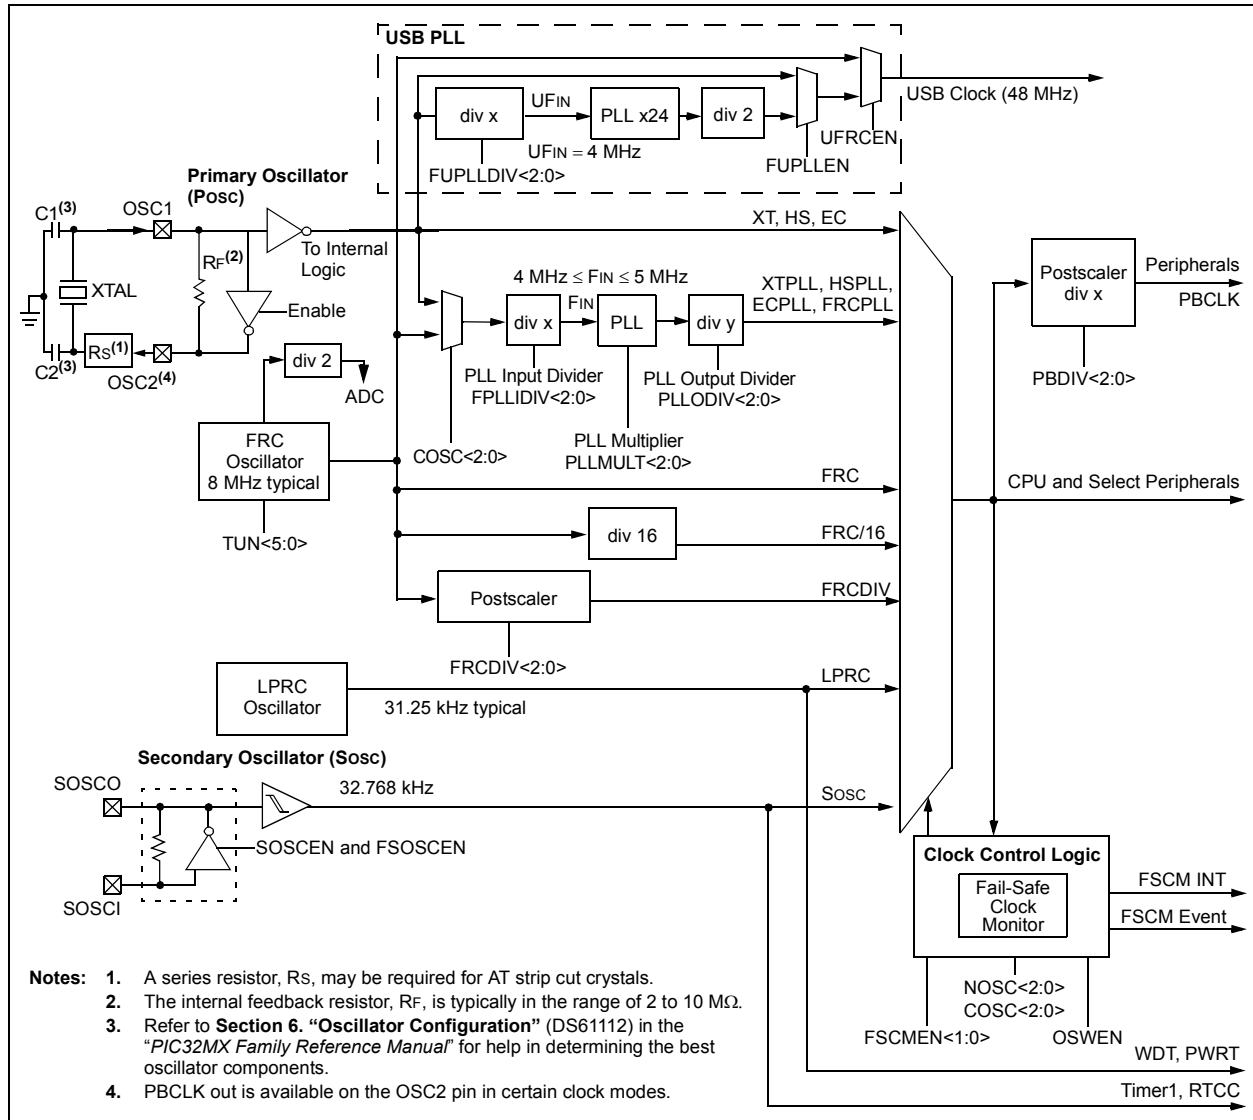 USB PLL
div x
UFIN
PLL x24
div 2
UFIN = 4 MHz
FUPLLDIV<2:0>
FUPLLEN
UFRCEN
USB Clock (48 MHz)
Primary Oscillator
(POSC)
C1(3)
OSC1
RF(2)
To Internal
Logic
XTAL
Enable
RS(1)
C2(3)
OSC2(4)
div 2
ADC
XT, HS, EC
4 MHz ≤ FIN ≤ 5 MHz
FIN
div x
PLL
div y
XTPLL, HSPLL,
ECPLL, FRCPLL
PLL Input Divider
FPLLIDIV<2:0>
PLL Output Divider
PLLODIV<2:0>
COSC<2:0>
PLL Multiplier
PLLMULT<2:0>
Postscaler
div x
Peripherals
PBCLK
PBDIV<2:0>
FRC
Oscillator
8 MHz typical
TUN<5:0>
FRC
CPU and Select Peripherals
div 16
FRC/16
Postscaler
FRCDIV
FRCDIV<2:0>
LPRC
Oscillator
31.25 kHz typical
LPRC
Secondary Oscillator (SOSC)
SOSCO
32.768 kHz
SOSC
SOSCEN and FSOSCEN
SOSCI
Clock Control Logic
Fail-Safe
Clock
Monitor
FSCM INT
FSCM Event
NOSC<2:0>
COSC<2:0>
FSCMEN<1:0>
OSWEN
WDT, PWRT
Timer1, RTCC
Notes: 1. A series resistor, RS, may be required for AT strip cut crystals.
2. The internal feedback resistor, RF, is typically in the range of 2 to 10 MΩ.
3. Refer to Section 6. “Oscillator Configuration” (DS61112) in the
“PIC32MX Family Reference Manual” for help in determining the best
oscillator components.
4. PBCLK out is available on the OSC2 pin in certain clock modes.